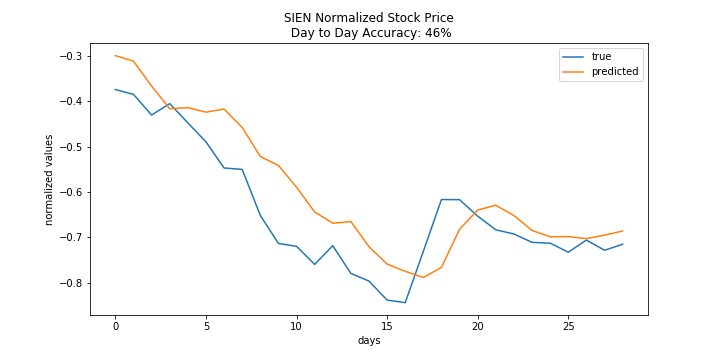 SIEN Normalized Stock Price
Day to Day Accuracy: 46%
true
predicted
normalized values
−0.3
−0.4
−0.5
−0.6
−0.7
−0.8
0
5
10
15
20
25
days